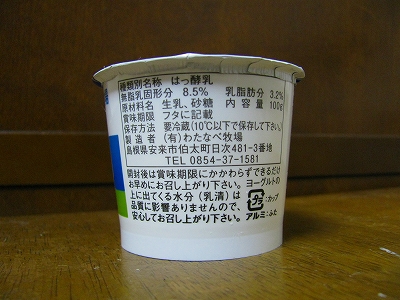 種類別名称 はっ酵乳
無脂乳固形分 8.5% 乳脂肪分 3.2%
原材料名 生乳、砂糖 内容量 100g
賞味期限 フタに記載
保存方法 要冷蔵(10℃以下で保存して下さい。)
製造者 (有)わたなべ牧場
島根県安来市伯太町日次481-3番地
TEL 0854-37-1581
開封後は賞味期限にかかわらずできるだけ
お早めにお召し上がり下さい。ヨーグルトの
上に出てくる水分(乳清)は
品質に影響ありませんので、
安心してお召し上がり下さい。
プラ
:カップ
アルミ:ふた